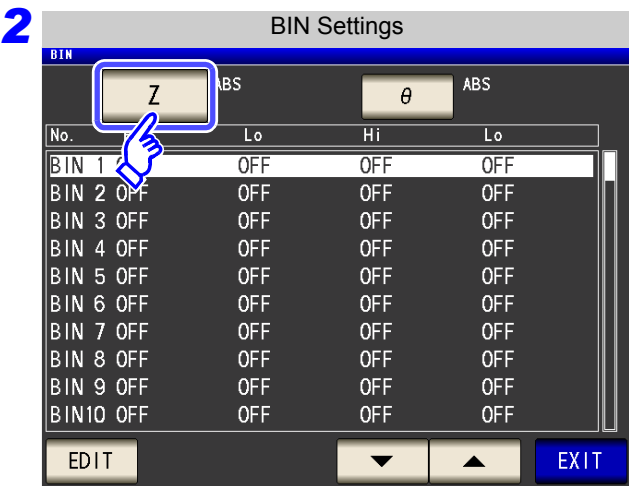 2
BIN Settings
BIN
Z ABS θ ABS
No. Lo Hi Lo
BIN 1 OFF OFF OFF
BIN 2 OFF OFF OFF OFF
BIN 3 OFF OFF OFF OFF
BIN 4 OFF OFF OFF OFF
BIN 5 OFF OFF OFF OFF
BIN 6 OFF OFF OFF OFF
BIN 7 OFF OFF OFF OFF
BIN 8 OFF OFF OFF OFF
BIN 9 OFF OFF OFF OFF
BIN10 OFF OFF OFF OFF
EDIT ▼ ▲ EXIT